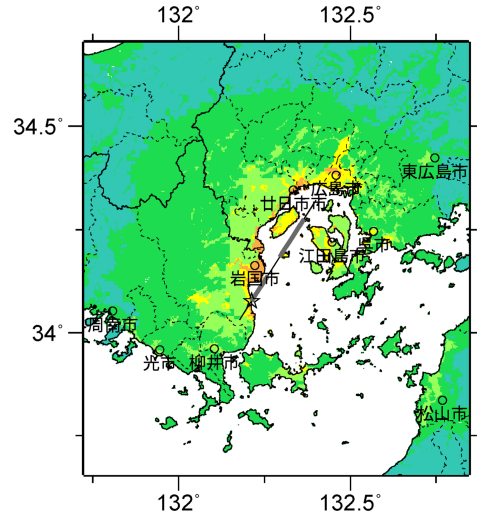 132°
132.5°
34.5°
東広島市
広島市
廿日市市
呉市
江田島市
岩国市
34°
周南市
光市
柳井市
松山市
132°
132.5°